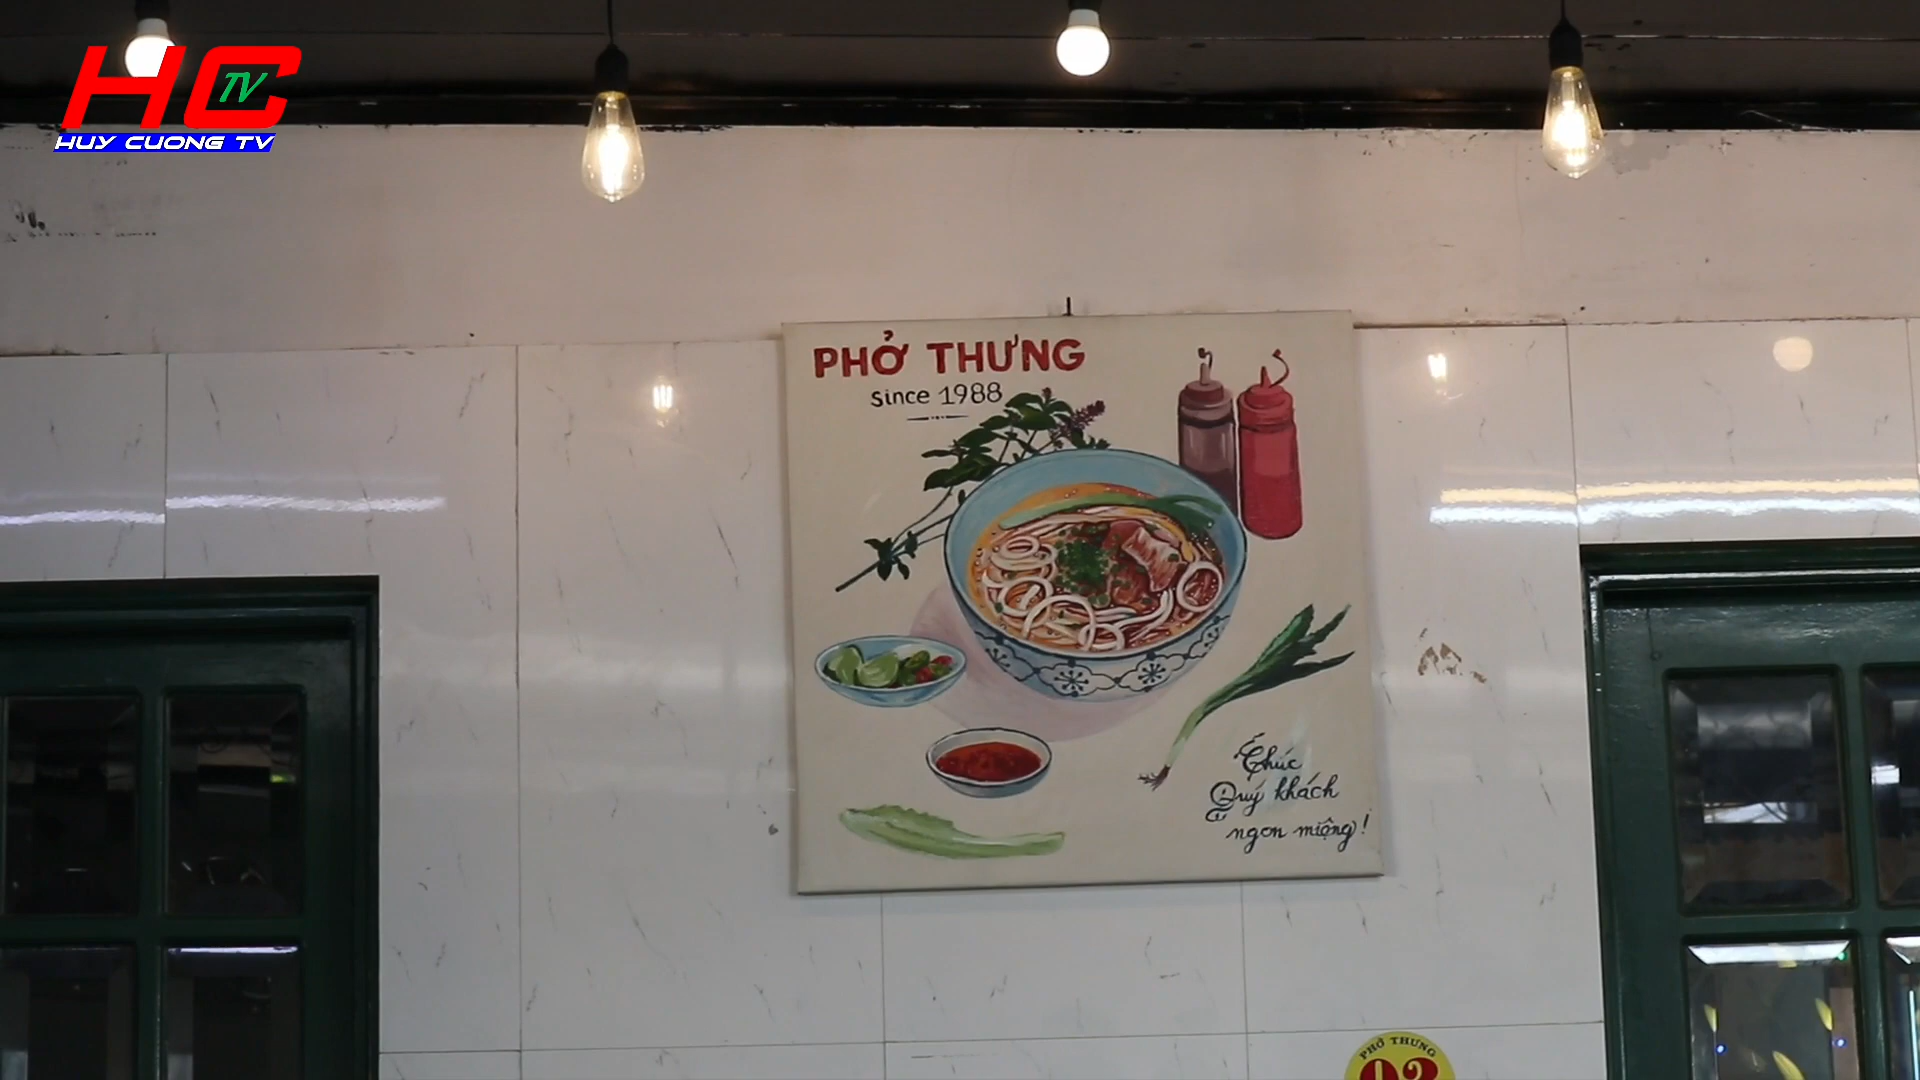 HC
TV
HUY CUONG TV
PHỞ THƯNG
since 1988
Chúc
Quý khách
ngon miệng!
PHỞ THƯNG